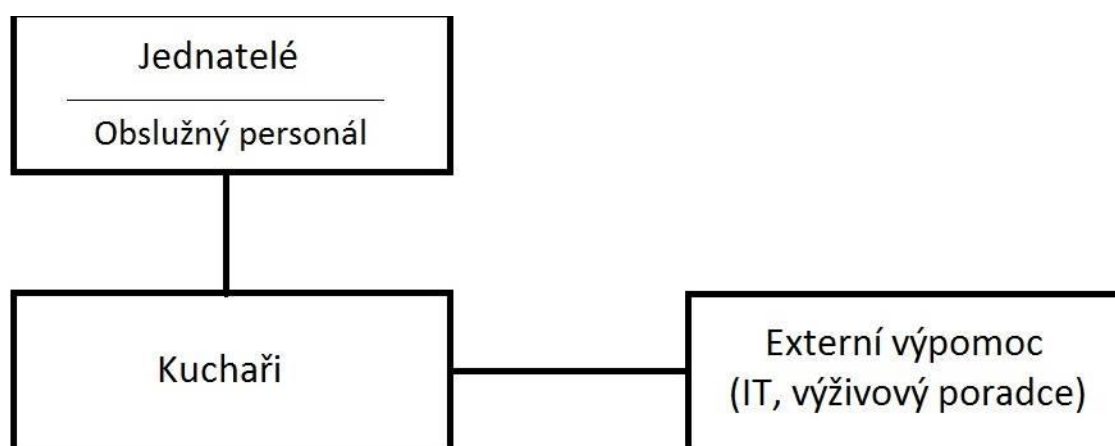 Jednatelé
Obslužný personál
Kuchaři
Externí výpomoc
(IT, výživový poradce)